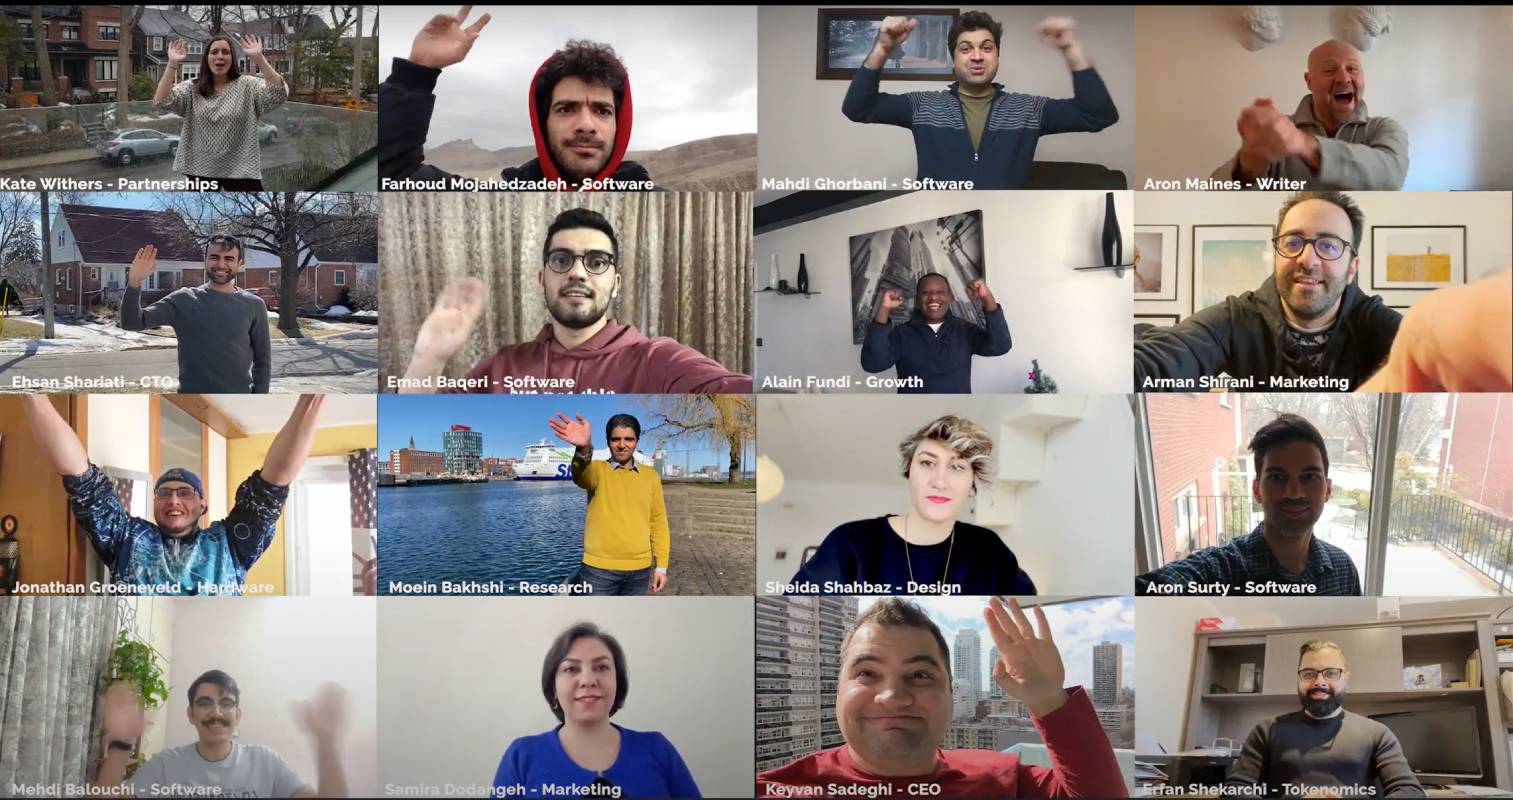 Kate Withers - Partnerships
Farhoud Mojahedzadeh - Software
Mahdi Ghorbani - Software
Aron Maines - Writer
Ehsan Shariati - CTO
Emad Baqeri - Software
Alain Fundi - Growth
Arman Shirani - Marketing
Jonathan Groeneveld - Hardware
Moein Bakhshi - Research
Sheida Shahbaz - Design
Aron Surty - Software
Mehdi Balouchi - Software
Samira Dodangeh - Marketing
Keyvan Sadeghi - CEO
Erfan Shekarchi - Tokenomics